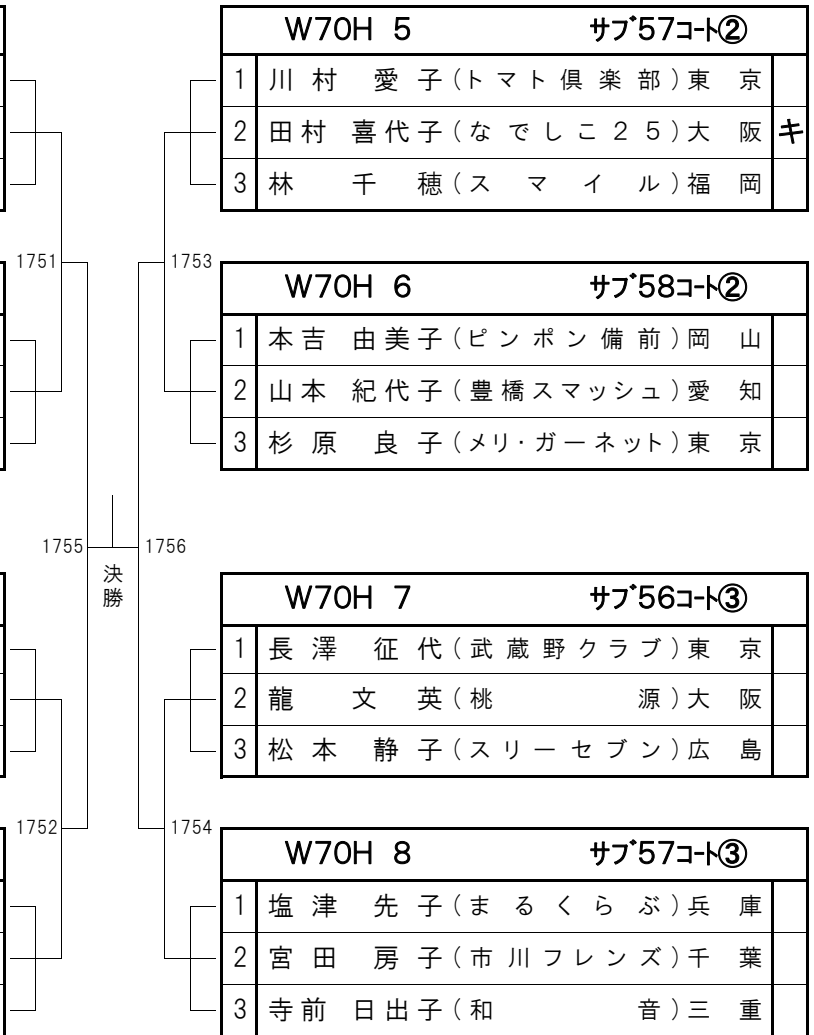 W70H 5 サブ57コート②
1 川村 愛子(トマト倶楽部)東京
2 田村 喜代子(なでしこ25)大阪 キ
3 林 千穂(スマイル)福岡
1751
1753
W70H 6 サブ58コート②
1 本吉 由美子(ピンポン備前)岡山
2 山本 紀代子(豊橋スマッシュ)愛知
3 杉原 良子(メリ・ガーネット)東京
1755
1756
決勝
W70H 7 サブ56コート③
1 長澤 征代(武蔵野クラブ)東京
2 龍 文英(桃源)大阪
3 松本 静子(スリーセブン)広島
1752
1754
W70H 8 サブ57コート③
1 塩津 先子(まるくらぶ)兵庫
2 宮田 房子(市川フレンズ)千葉
3 寺前 日出子(和音)三重